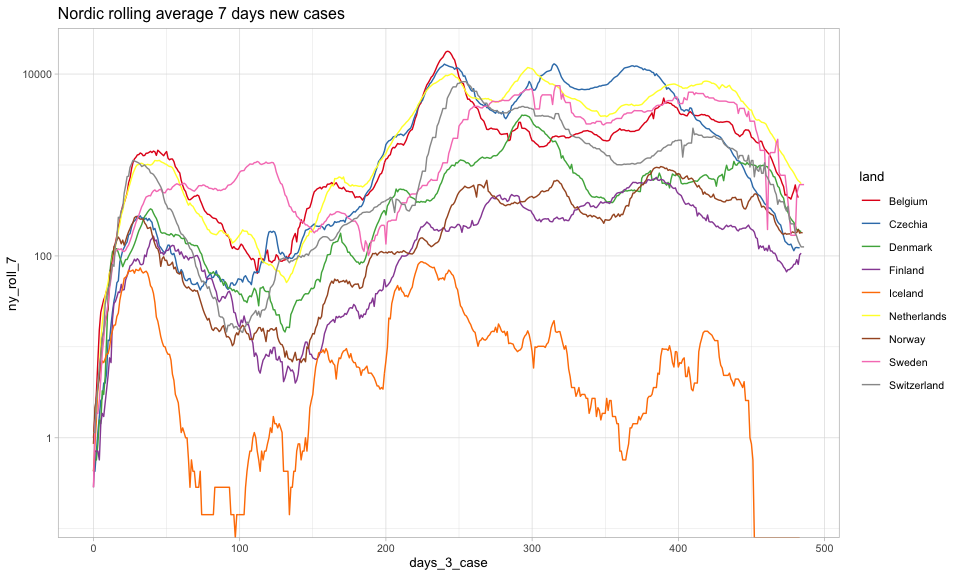 Nordic rolling average 7 days new cases
ny_roll_7
10000
100
1
0
100
200
300
400
500
days_3_case
land
Belgium
Czechia
Denmark
Finland
Iceland
Netherlands
Norway
Sweden
Switzerland